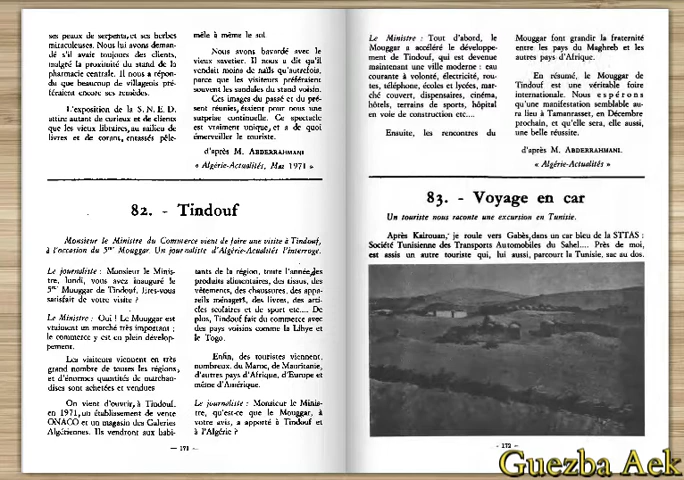 ses peaux de serpents, et ses herbes
miraculeuses. Nous lui avons deman-
dé s'il avait toujours des clients,
malgré la proximité du stand de la
pharmacie centrale. Il nous a répon-
du que beaucoup de villageois pré-
féraient encore ses remèdes.
L'exposition de la S. N. E. D.
attire autant de curieux et de clients
que les vieux libraires, au milieu de
livres et de corans, entassés pêle-
mêle à même le sol
Nous avons bavardé avec le
vieux savetier. Il nous a dit qu'il
vendait moins de naïls qu'autrefois,
parce que les visiteurs préféraient
souvent les sandales du stand voisin.
Ces images du passé et du pré-
sent réunies, étaient pour nous une
surprise continuelle. Ce spectacle
est vraiment unique, et a de quoi
émerveiller le touriste.
d'après M. ABDERRAHMANI
« Algérie-Actualités, Mai 1971 »
82. - Tindouf
Monsieur le Ministre du Commerce vient de faire une visite à Tindouf,
à l'occasion du 5me Mouggar. Un journaliste d'Algérie-Actualités l'interroge.
Le journaliste : Monsieur le Minis-
tre, lundi, vous avez inauguré le
5me Mouggar de Tindouf, êtes-vous
satisfait de votre visite ?
Le Ministre : Oui ! Le Mouggar est
vraiment un marché très important ;
le commerce y est en plein dévelop-
pement.
Les visiteurs viennent en très
grand nombre de toutes les régions,
et d'énormes quantités de marchan-
dises sont achetées et vendues
On vient d'ouvrir, à Tindouf,
en 1971, un établissement de vente
ONACO et un magasin des Galeries
Algériennes. Ils vendront aux habi-
tants de la région, toute l'année, des
produits alimentaires, des tissus, des
vêtements, des chaussures, des appa-
reils ménagers, des livres, des arti-
cles scolaires et de sport etc.... De
plus, Tindouf fait du commerce avec
des pays voisins comme la Libye et
le Togo.
Enfin, des touristes viennent,
nombreux, du Maroc, de Mauritanie,
d'autres pays d'Afrique, d'Europe et
même d'Amérique.
Le journaliste : Monsieur le Minis-
tre, qu'est-ce que le Mouggar, à
votre avis, a apporté à Tindouf et
à l'Algérie ?
— 171 —
Le Ministre : Tout d'abord, le
Mouggar a accéléré le développe-
ment de Tindouf, qui est devenue
maintenant une ville moderne : eau
courante à volonté, électricité, rou-
tes, téléphone, écoles et lycées, mar-
ché couvert, dispensaires, cinéma,
hôtels, terrains de sports, hôpital
en voie de construction etc....
Ensuite, les rencontres du
Mouggar font grandir la fraternité
entre les pays du Maghreb et les
autres pays d'Afrique.
En résumé, le Mouggar de
Tindouf est une véritable foire
internationale. Nous espérons
qu'une manifestation semblable au-
ra lieu à Tamanrasset, en Décembre
prochain, et qu'elle sera, elle aussi,
une belle réussite.
d'après M. ABDERRAHMANI.
« Algérie-Actualités »
83. - Voyage en car
Un touriste nous raconte une excursion en Tunisie.
Après Kairouan, je roule vers Gabès, dans un car bleu de la STTAS :
Société Tunisienne des Transports Automobiles du Sahel.... Près de moi,
est assis un autre touriste qui, lui aussi, parcourt la Tunisie, sac au dos.
- 172 -
Guezba Aek